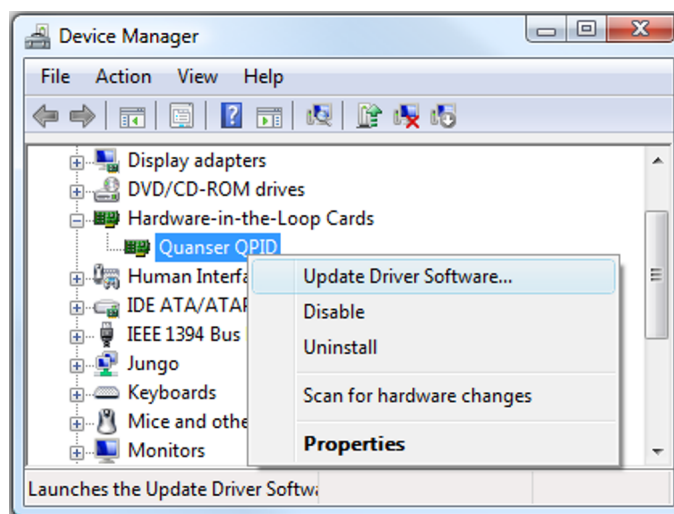 Device Manager
File Action View Help
Display adapters
DVD/CD-ROM drives
Hardware-in-the-Loop Cards
Quanser QPID
Human Interfa
IDE ATA/ATAP
IEEE 1394 Bus
Jungo
Keyboards
Mice and othe
Monitors
Update Driver Software...
Disable
Uninstall
Scan for hardware changes
Properties
Launches the Update Driver Softwa